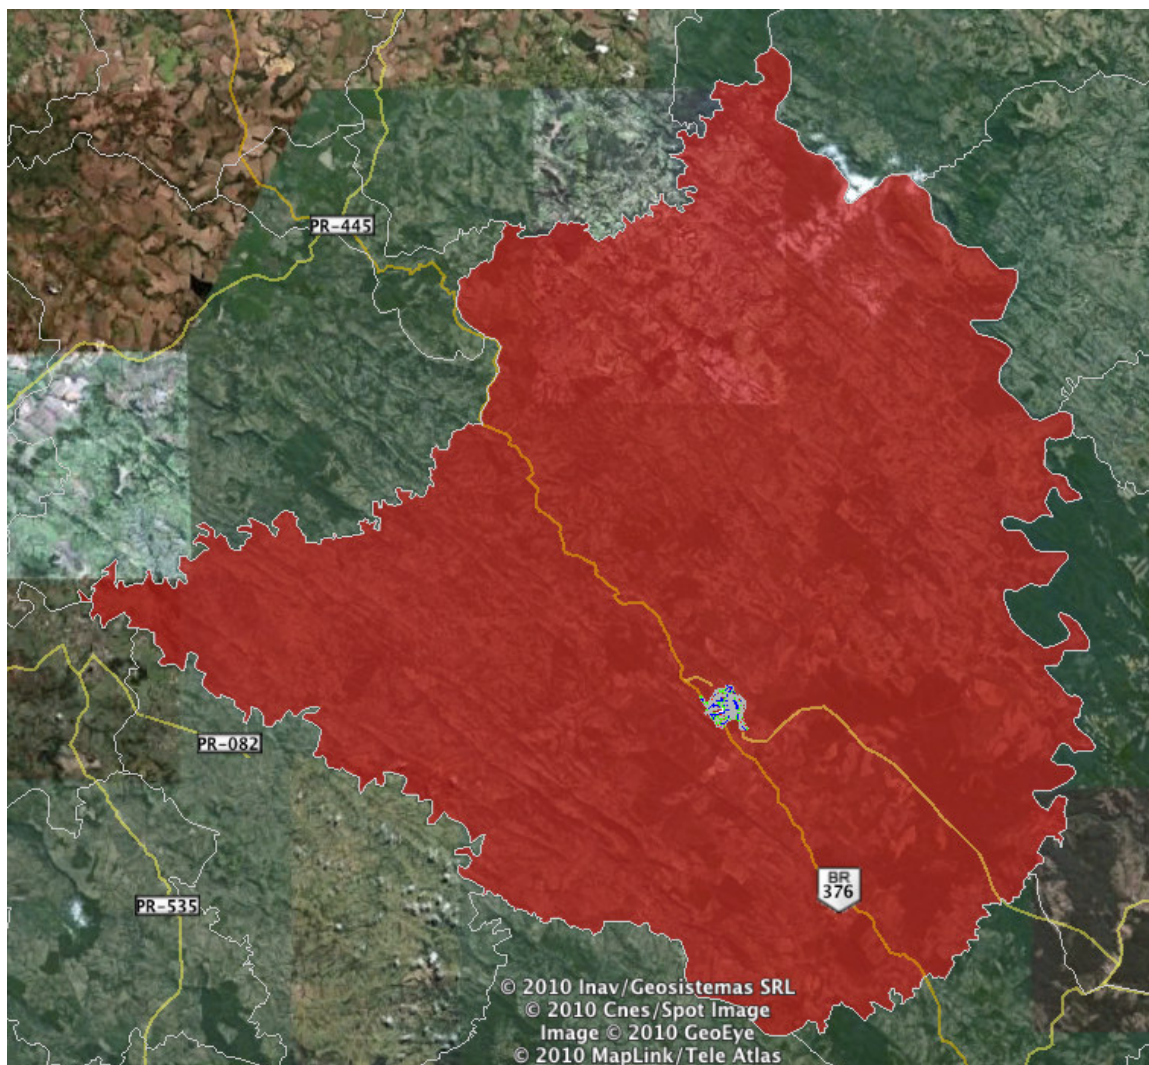 PR-445
PR-082
BR
376
PR-535
© 2010 Inav/Geosistemas SRL
© 2010 Cnes/Spot Image
Image © 2010 GeoEye
© 2010 MapLink/Tele Atlas